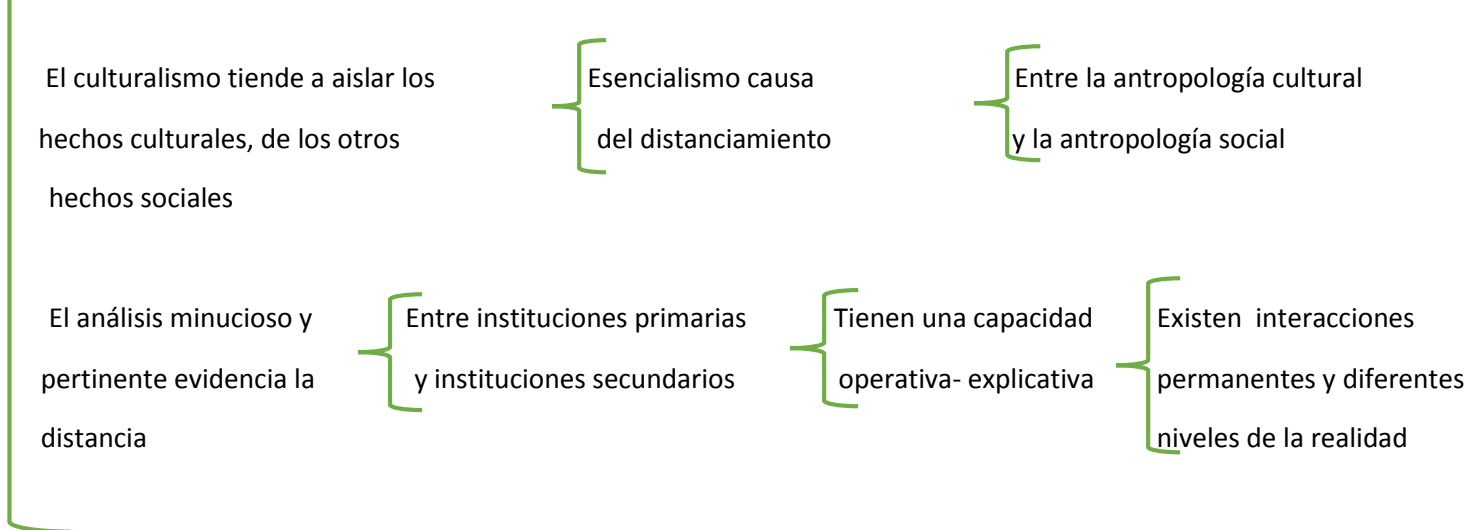 El culturalismo tiende a aislar los
hechos culturales, de los otros
hechos sociales
Esencialismo causa
del distanciamiento
Entre la antropología cultural
y la antropología social
El análisis minucioso y
pertinente evidencia la
distancia
Entre instituciones primarias
y instituciones secundarios
Tienen una capacidad
operativa- explicativa
Existen interacciones
permanentes y diferentes
niveles de la realidad